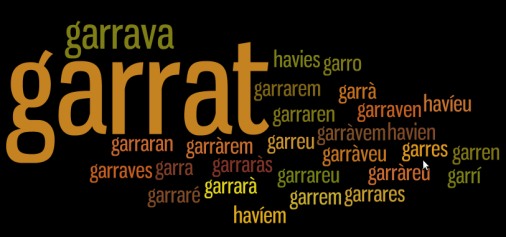 garrava
garrat
havies garro
garrarem garrà
garraren garraven havíeu
garraran garràrem garreu garràvem havien
garràveu garres garren
garraves garra garraràs garrareu garràreu garrí
garraré garrarà garrem garrares
havíem